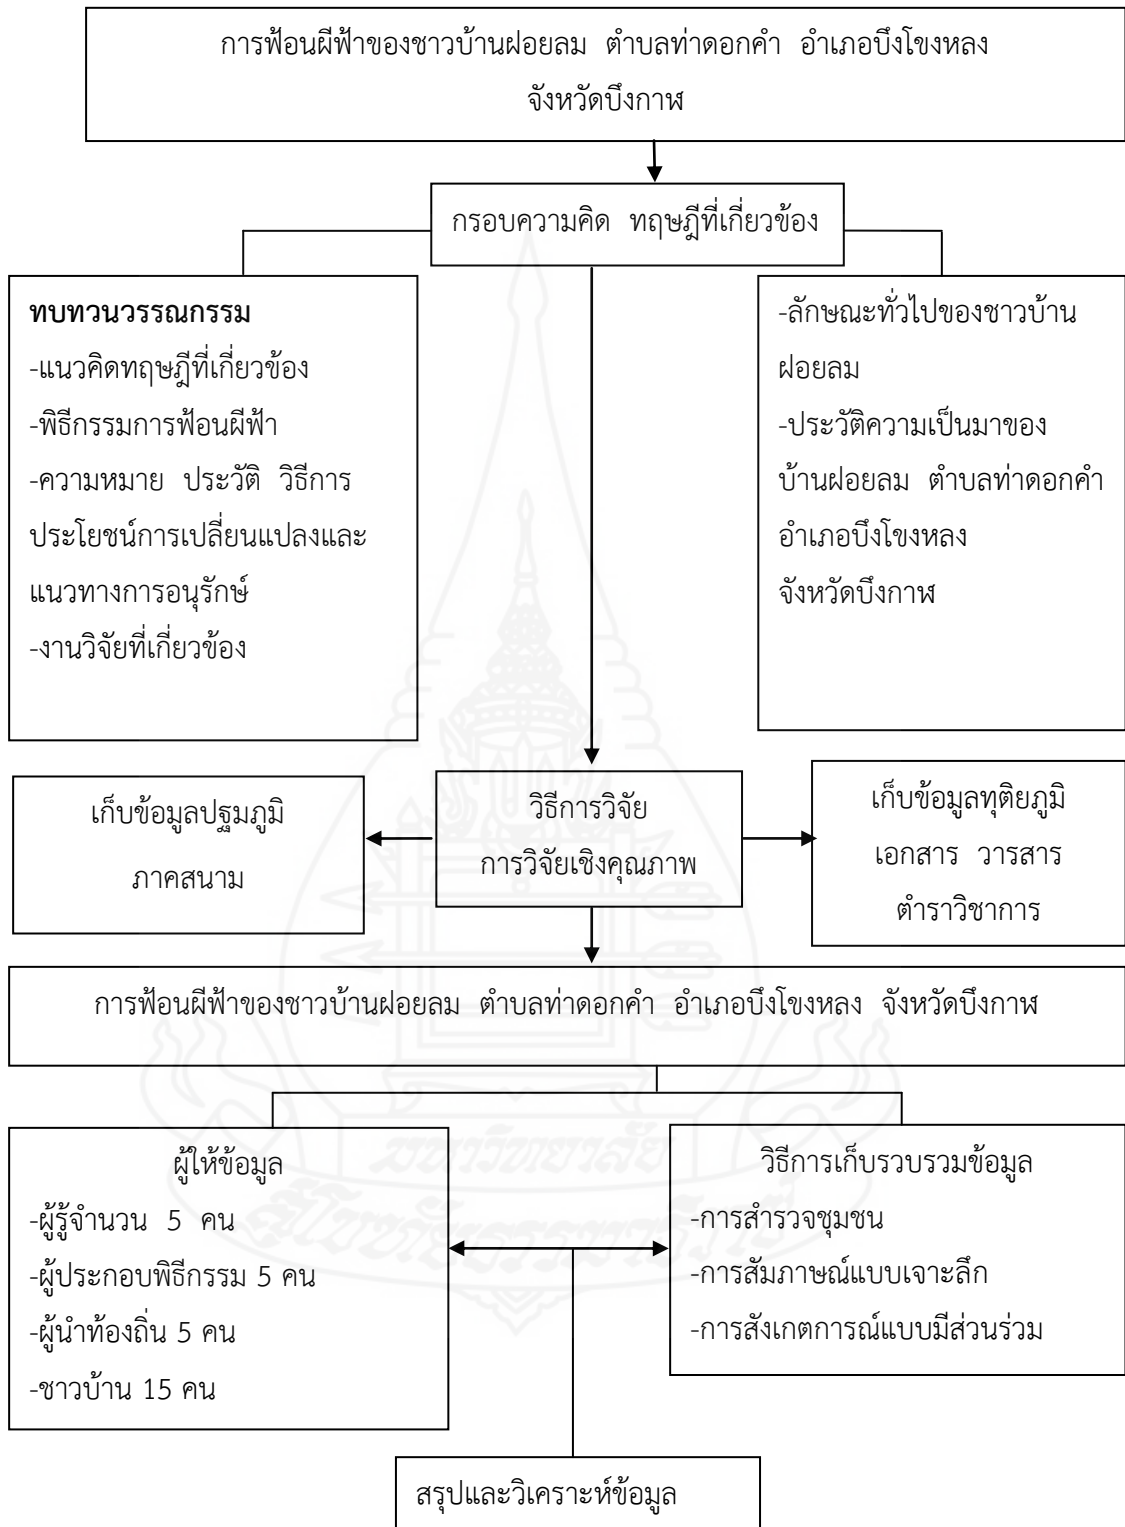 การฟ้อนผีฟ้าของชาวบ้านฝอยลม ตำบลท่าดอกคำ อำเภอบึงโขงหลง
จังหวัดบึงกาฬ
กรอบความคิด ทฤษฎีที่เกี่ยวข้อง
ทบทวนวรรณกรรม
-แนวคิดทฤษฎีที่เกี่ยวข้อง
-พิธีกรรมการฟ้อนผีฟ้า
-ความหมาย ประวัติ วิธีการ
ประโยชน์การเปลี่ยนแปลงและ
แนวทางการอนุรักษ์
-งานวิจัยที่เกี่ยวข้อง
-ลักษณะทั่วไปของชาวบ้าน
ฝอยลม
-ประวัติความเป็นมาของ
บ้านฝอยลม ตำบลท่าดอกคำ
อำเภอบึงโขงหลง
จังหวัดบึงกาฬ
เก็บข้อมูลปฐมภูมิ
ภาคสนาม
วิธีการวิจัย
การวิจัยเชิงคุณภาพ
เก็บข้อมูลทุติยภูมิ
เอกสาร วารสาร
ตำราวิชาการ
การฟ้อนผีฟ้าของชาวบ้านฝอยลม ตำบลท่าดอกคำ อำเภอบึงโขงหลง จังหวัดบึงกาฬ
ผู้ให้ข้อมูล
-ผู้รู้จำนวน 5 คน
-ผู้ประกอบพิธีกรรม 5 คน
-ผู้นำท้องถิ่น 5 คน
-ชาวบ้าน 15 คน
วิธีการเก็บรวบรวมข้อมูล
-การสำรวจชุมชน
-การสัมภาษณ์แบบเจาะลึก
-การสังเกตการณ์แบบมีส่วนร่วม
มหาวิทยาลัย
สุโขทัยธรรมาธิราช
สรุปและวิเคราะห์ข้อมูล